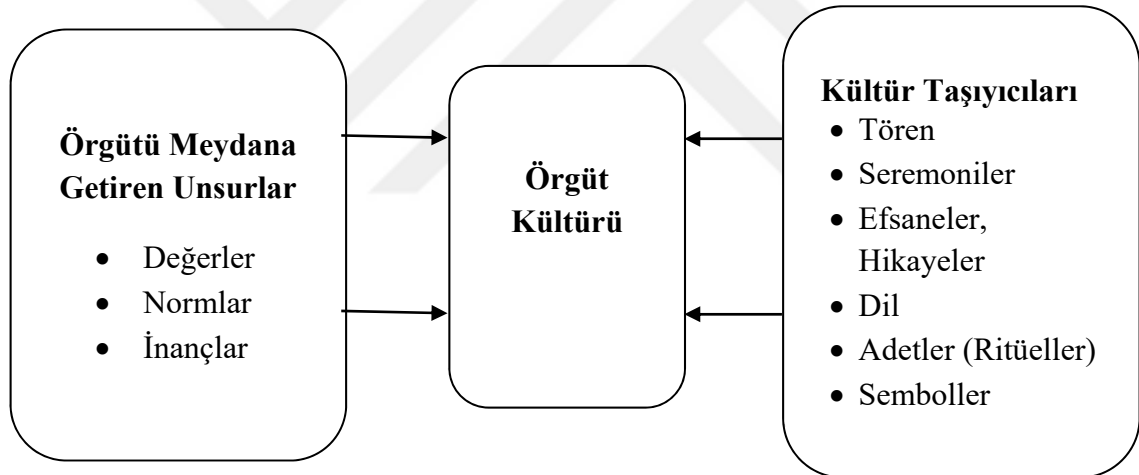 Örgütü Meydana
Getiren Unsurlar
• Değerler
• Normlar
• İnançlar
Örgüt
Kültürü
Kültür Taşıyıcıları
• Tören
• Seremoniler
• Efsaneler,
Hikayeler
• Dil
• Adetler (Ritüeller)
• Semboller